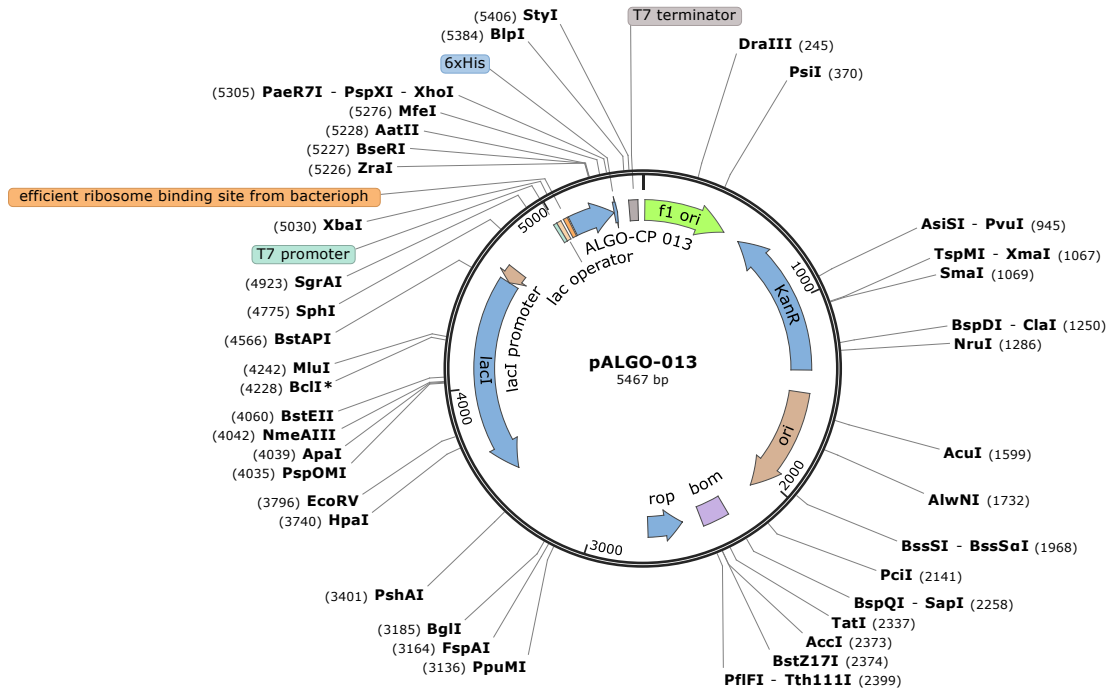 T7 terminator
(5406) StyI
(5384) BlpI
6xHis
(5305) PaeR7I - PspXI - XhoI
(5276) MfeI
(5228) AatII
(5227) BseRI
(5226) ZraI
efficient ribosome binding site from bacterioph
(5030) XbaI
T7 promoter
(4923) SgrAI
(4775) SphI
(4566) BstAPI
(4242) MluI
(4228) BclI*
(4060) BstEII
(4042) NmeAIII
(4039) ApaI
(4035) PspOMI
(3796) EcoRV
(3740) HpaI
(3401) PshAI
(3185) BglI
(3164) FspAI
(3136) PpuMI
DraIII (245)
PsiI (370)
AsiSI - PvuI (945)
TspMI - XmaI (1067)
SmaI (1069)
BspDI - ClaI (1250)
NruI (1286)
AcuI (1599)
AlwNI (1732)
BssSI - BssSαI (1968)
PciI (2141)
BspQI - SapI (2258)
TatI (2337)
AccI (2373)
BstZ17I (2374)
PflFI - Tth111I (2399)
5000
1000
2000
3000
4000
f1 ori
KanR
ori
bom
rop
lacI
lacI promoter
lac operator
ALGO-CP 013
pALGO-013
5467 bp